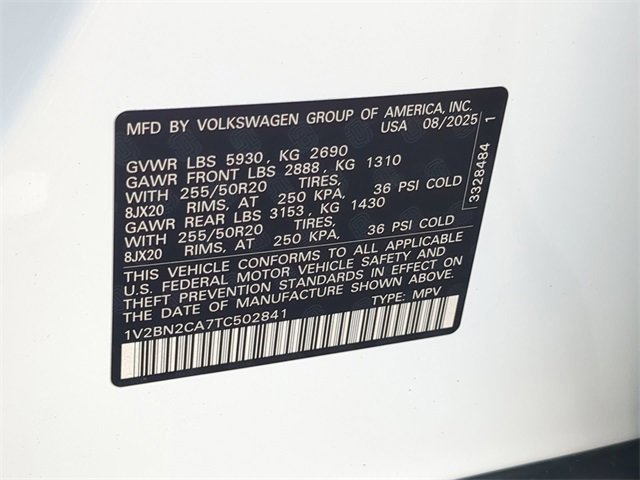 MFD BY VOLKSWAGEN GROUP OF AMERICA, INC.
USA 08/2025
GVWR LBS 5930, KG 2690
GAWR FRONT LBS 2888, KG 1310
WITH 255/50R20 TIRES,
8JX20 RIMS, AT 250 KPA, 36 PSI COLD
GAWR REAR LBS 3153, KG 1430
WITH 255/50R20 TIRES,
8JX20 RIMS, AT 250 KPA, 36 PSI COLD
THIS VEHICLE CONFORMS TO ALL APPLICABLE
U.S. FEDERAL MOTOR VEHICLE SAFETY AND
THEFT PREVENTION STANDARDS IN EFFECT ON
THE DATE OF MANUFACTURE SHOWN ABOVE.
1V2BN2CA7TC502841 TYPE: MPV
3328484 1